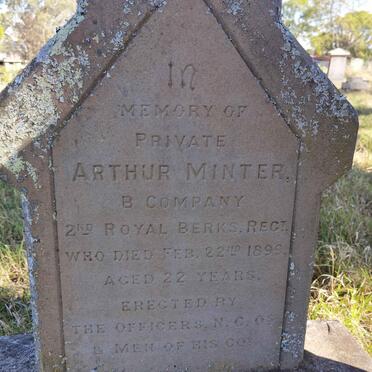 In
MEMORY OF
PRIVATE
ARTHUR MINTER,
B COMPANY
2ND ROYAL BERKS. REGT
WHO DIED FEB. 22ND 1899.
AGED 22 YEARS.
ERECTED BY
THE OFFICERS, N. C. OS
& MEN OF HIS CO.